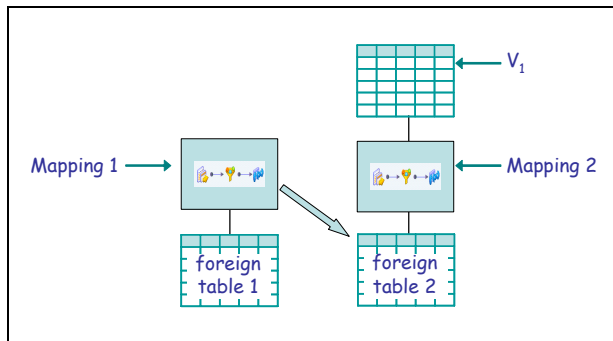 V1
Mapping 1
Mapping 2
foreign
table 1
foreign
table 2